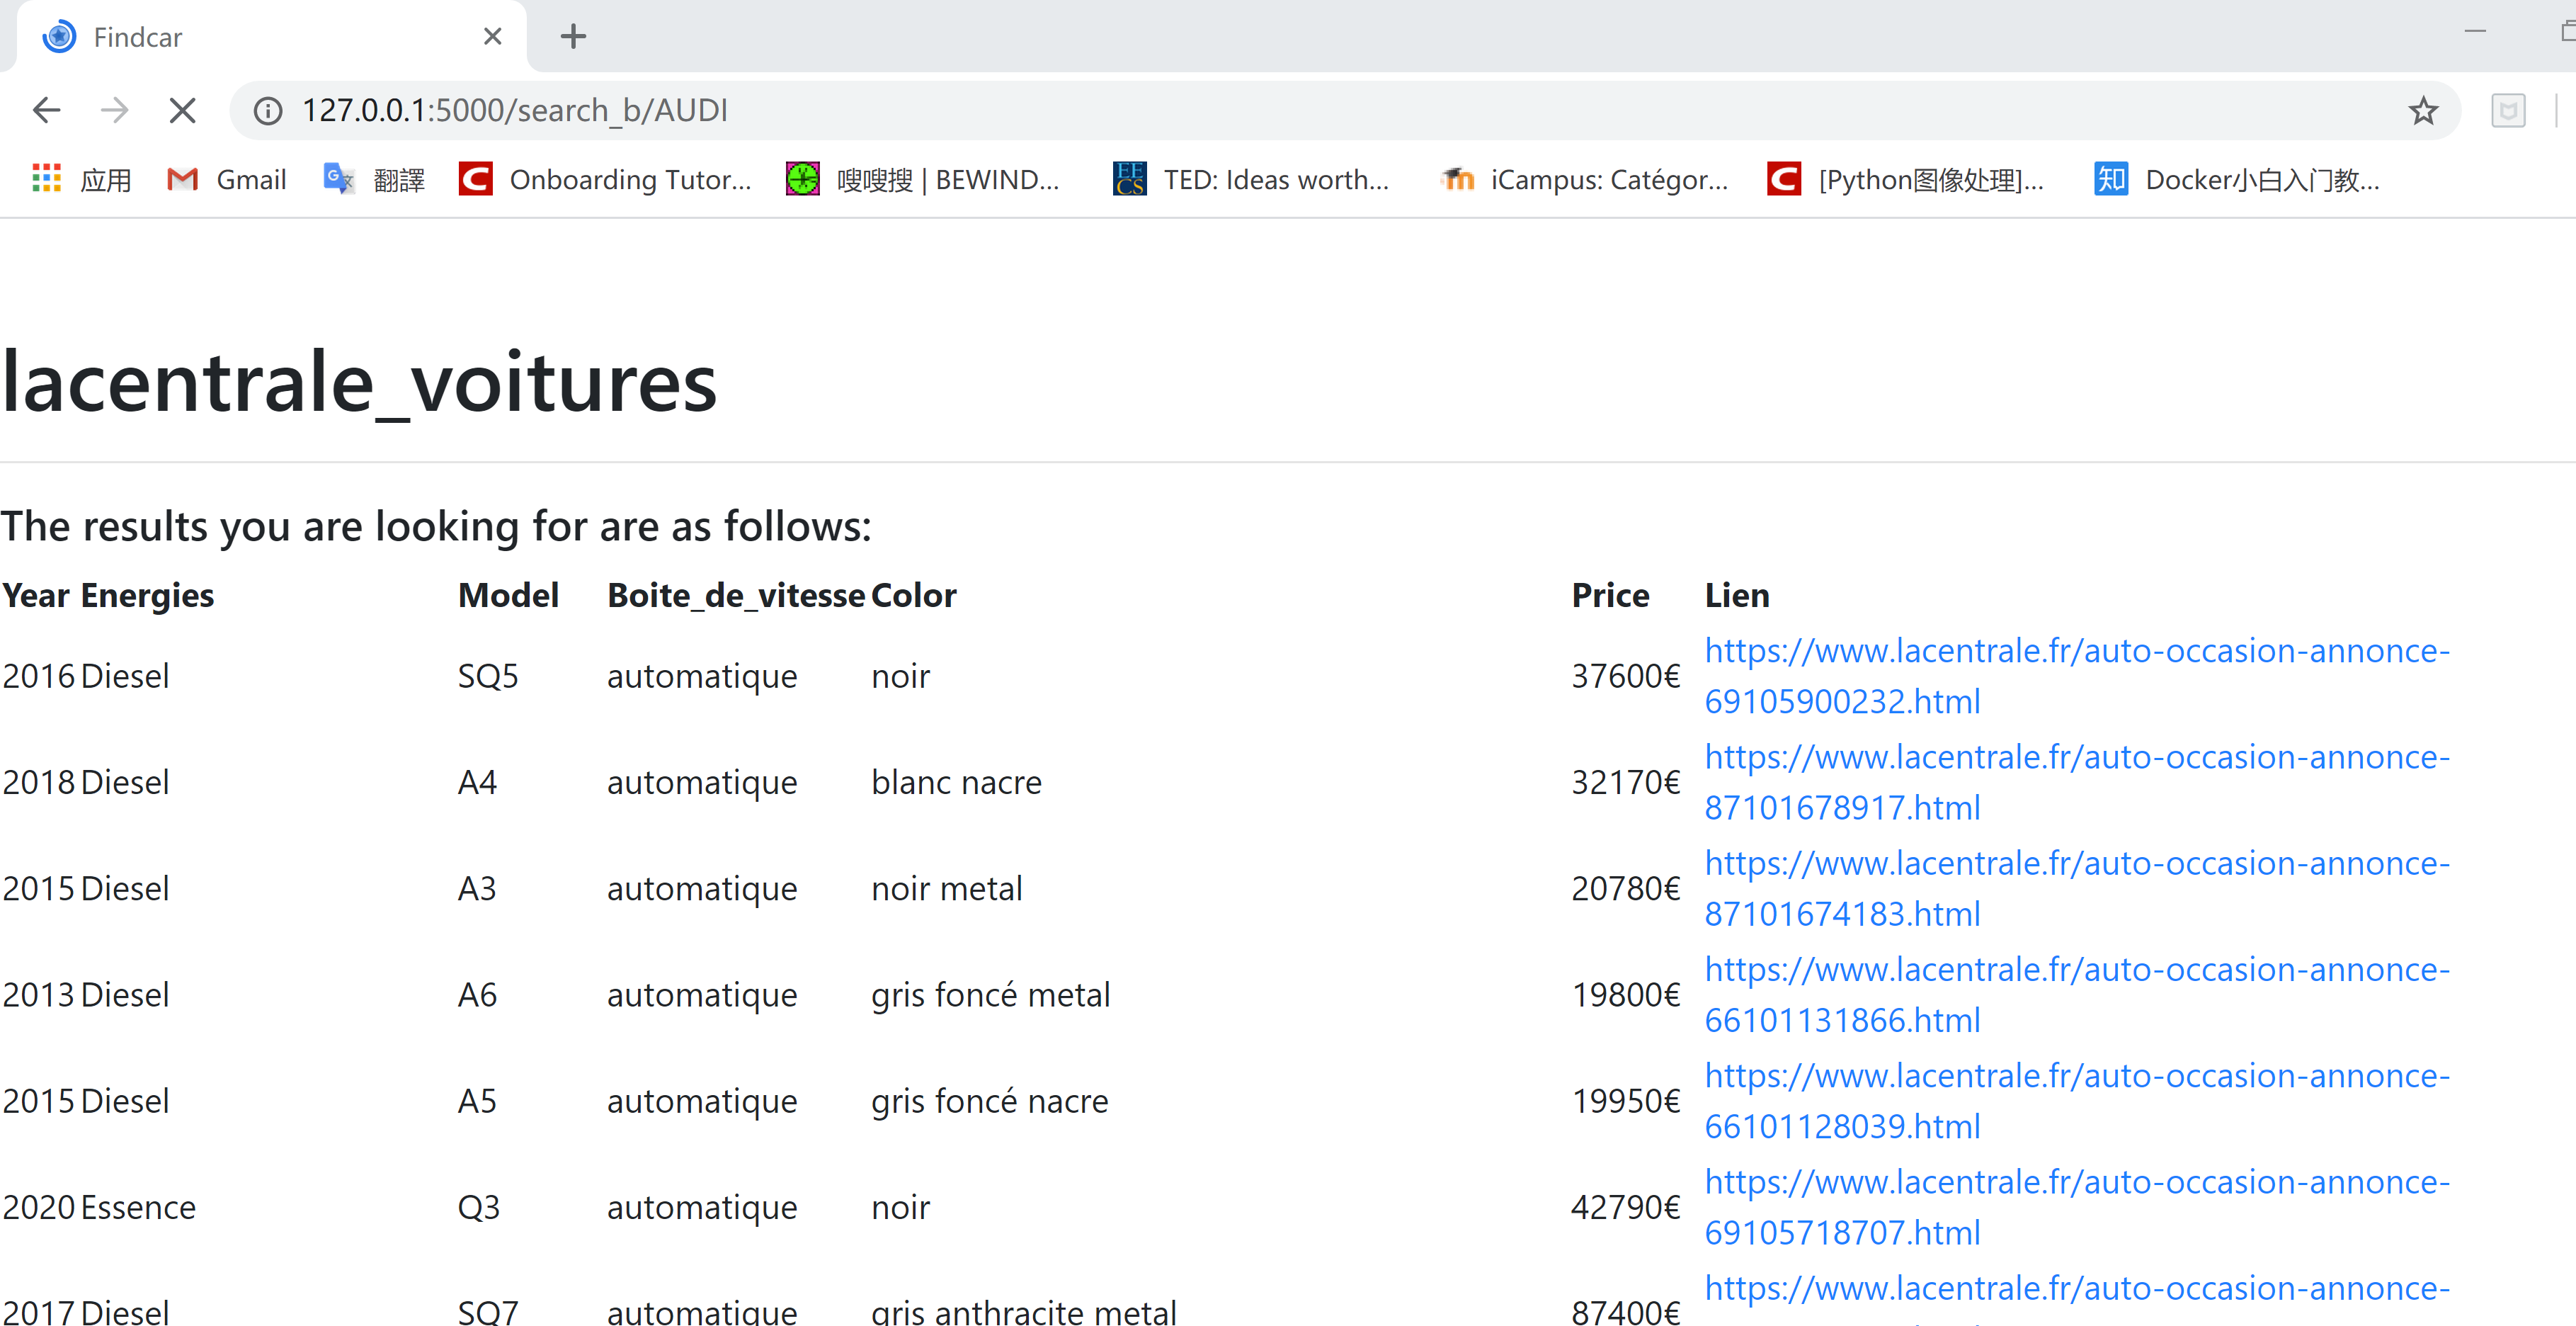 Findcar
127.0.0.1:5000/search_b/AUDI
应用 Gmail 翻譯 Onboarding Tutor... 嗖嗖搜 | BEWIND... EECS TED: Ideas worth... iCampus: Catégor... [Python图像处理]... 知 Docker小白入门教...
lacentrale_voitures
The results you are looking for are as follows:
Year Energies Model Boite_de_vitesse Color Price Lien
2016 Diesel SQ5 automatique noir 37600€ https://www.lacentrale.fr/auto-occasion-annonce-
69105900232.html
2018 Diesel A4 automatique blanc nacre 32170€ https://www.lacentrale.fr/auto-occasion-annonce-
87101678917.html
2015 Diesel A3 automatique noir metal 20780€ https://www.lacentrale.fr/auto-occasion-annonce-
87101674183.html
2013 Diesel A6 automatique gris foncé metal 19800€ https://www.lacentrale.fr/auto-occasion-annonce-
66101131866.html
2015 Diesel A5 automatique gris foncé nacre 19950€ https://www.lacentrale.fr/auto-occasion-annonce-
66101128039.html
2020 Essence Q3 automatique noir 42790€ https://www.lacentrale.fr/auto-occasion-annonce-
69105718707.html
2017 Diesel SQ7 automatique gris anthracite metal 87400€ https://www.lacentrale.fr/auto-occasion-annonce-